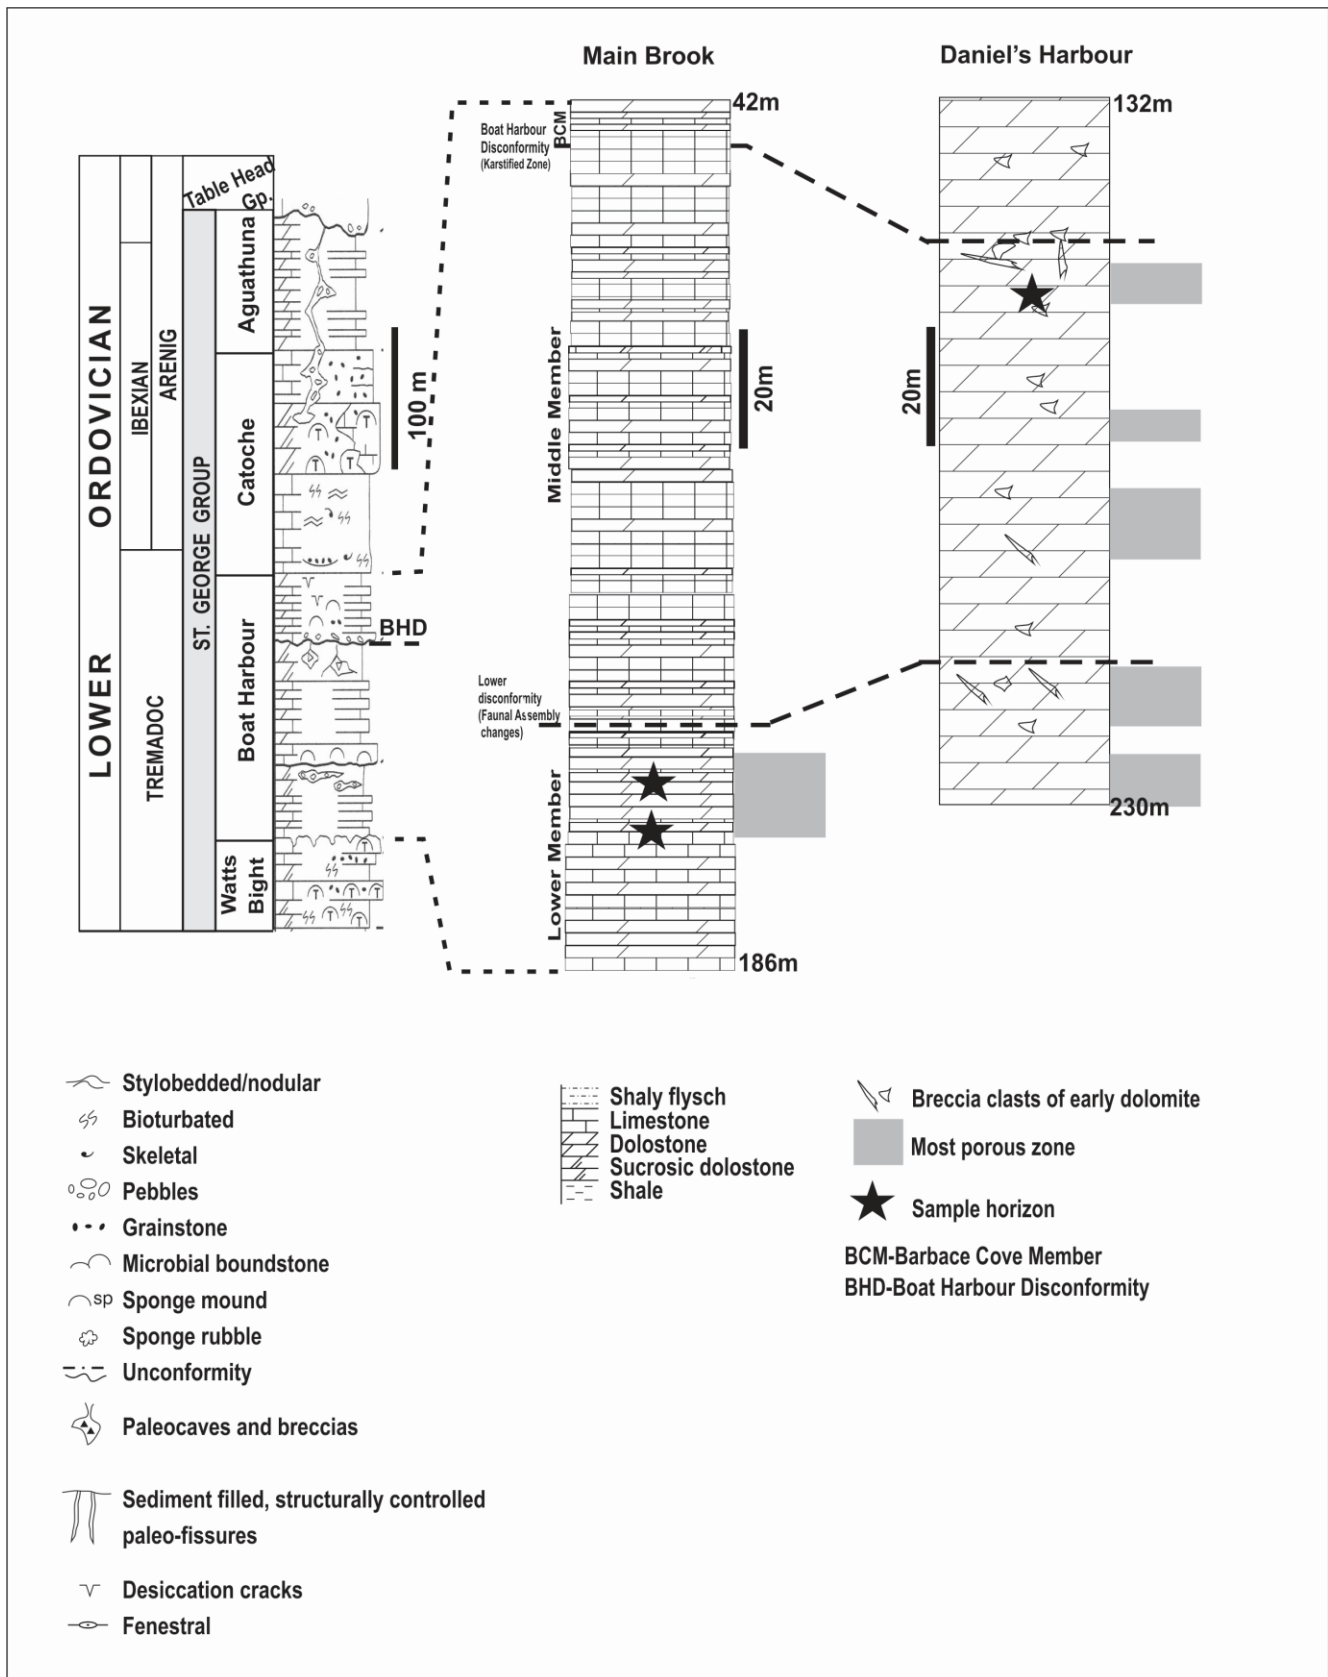 Main Brook
Daniel's Harbour
42m
132m
BCM
Boat Harbour
Disconformity
(Karstified Zone)
Table Head
Gp.
LOWER ORDOVICIAN
IBEXIAN
ARENIG
TREMADOC
ST. GEORGE GROUP
Aguathuna
Catoche
Boat Harbour
Watts
Bight
100 m
BHD
Middle Member
20m
20m
Lower
disconformity
(Faunal Assembly
changes)
Lower Member
186m
230m
Stylobedded/nodular
Bioturbated
Skeletal
Pebbles
Grainstone
Microbial boundstone
sp Sponge mound
Sponge rubble
Unconformity
Paleocaves and breccias
Sediment filled, structurally controlled
paleo-fissures
Desiccation cracks
Fenestral
Shaly flysch
Limestone
Dolostone
Sucrosic dolostone
Shale
Breccia clasts of early dolomite
Most porous zone
Sample horizon
BCM-Barbace Cove Member
BHD-Boat Harbour Disconformity